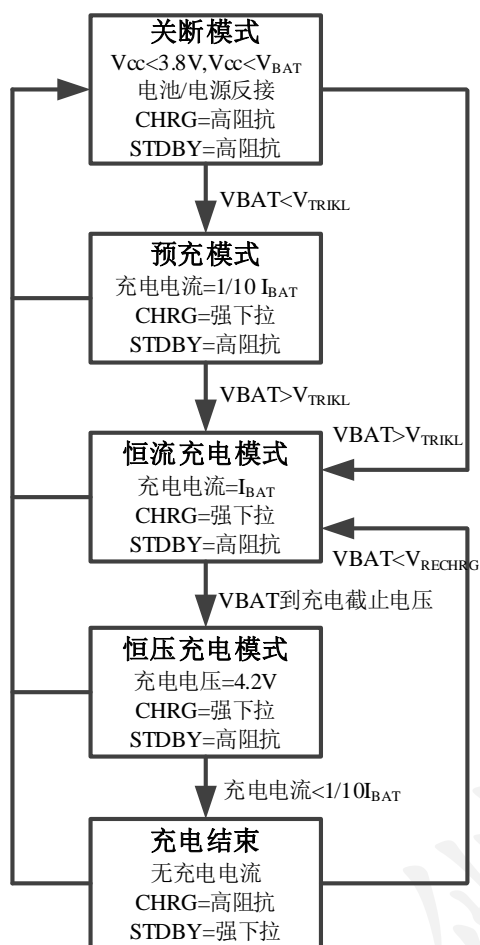 关断模式
Vcc<3.8V,Vcc<VBAT
电池/电源反接
CHRG=高阻抗
STDBY=高阻抗
VBAT<VTRIKL
预充模式
充电电流=1/10 IBAT
CHRG=强下拉
STDBY=高阻抗
VBAT>VTRIKL
VBAT>VTRIKL
恒流充电模式
充电电流=IBAT
CHRG=强下拉
STDBY=高阻抗
VBAT<VRECHRG
VBAT到充电截止电压
恒压充电模式
充电电压=4.2V
CHRG=强下拉
STDBY=高阻抗
充电电流<1/10IBAT
充电结束
无充电电流
CHRG=高阻抗
STDBY=强下拉